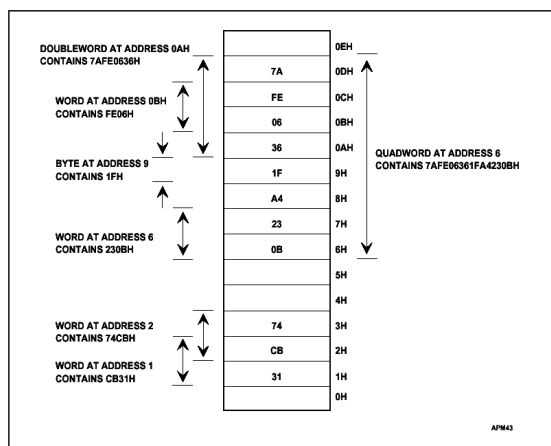 DOUBLEWORD AT ADDRESS 0AH
CONTAINS 7AFE0636H
WORD AT ADDRESS 0BH
CONTAINS FE06H
BYTE AT ADDRESS 9
CONTAINS 1FH
WORD AT ADDRESS 6
CONTAINS 230BH
WORD AT ADDRESS 2
CONTAINS 74CBH
WORD AT ADDRESS 1
CONTAINS CB31H
0EH
7A 0DH
FE 0CH
06 0BH
36 0AH
1F 9H
A4 8H
23 7H
0B 6H
5H
4H
74 3H
CB 2H
31 1H
0H
QUADWORD AT ADDRESS 6
CONTAINS 7AFE06361FA4230BH
APM43